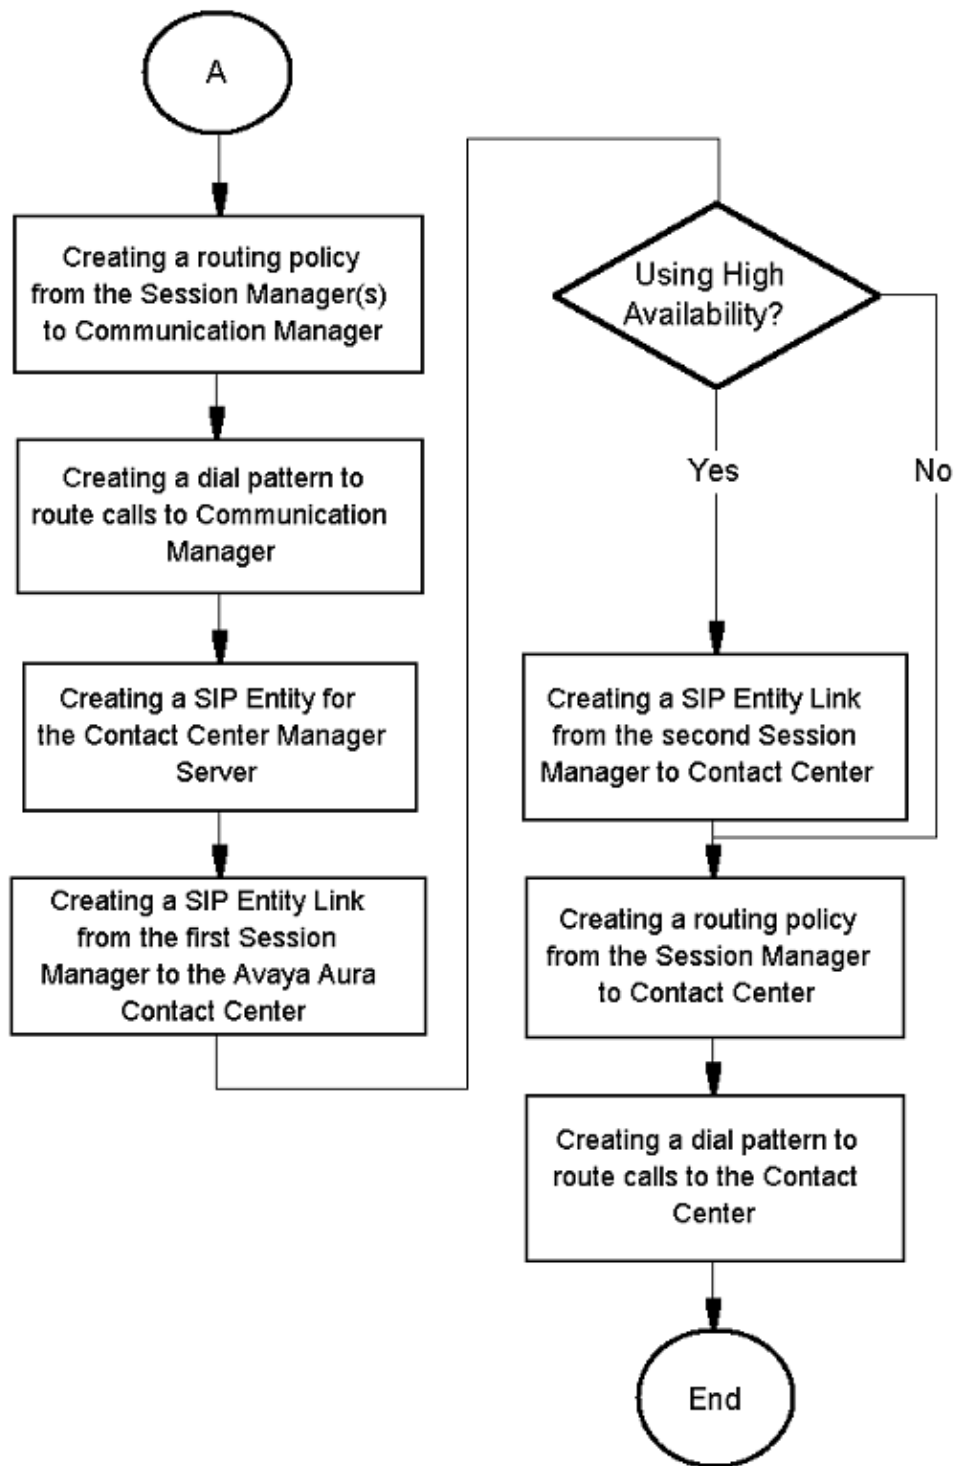 A
Creating a routing policy
from the Session Manager(s)
to Communication Manager
Creating a dial pattern to
route calls to Communication
Manager
Creating a SIP Entity for
the Contact Center Manager
Server
Creating a SIP Entity Link
from the first Session
Manager to the Avaya Aura
Contact Center
Using High
Availability?
Yes
No
Creating a SIP Entity Link
from the second Session
Manager to Contact Center
Creating a routing policy
from the Session Manager
to Contact Center
Creating a dial pattern to
route calls to the Contact
Center
End